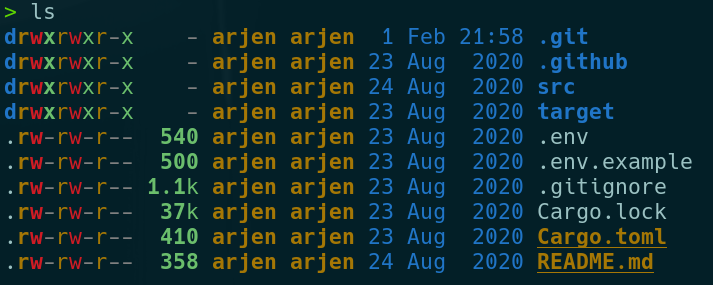 > ls
drwxrwxr-x    - arjen arjen  1 Feb 21:58 .git
drwxrwxr-x    - arjen arjen 23 Aug  2020 .github
drwxrwxr-x    - arjen arjen 24 Aug  2020 src
drwxrwxr-x    - arjen arjen 23 Aug  2020 target
.rw-rw-r--  540 arjen arjen 23 Aug  2020 .env
.rw-rw-r--  500 arjen arjen 23 Aug  2020 .env.example
.rw-rw-r-- 1.1k arjen arjen 23 Aug  2020 .gitignore
.rw-rw-r--  37k arjen arjen 23 Aug  2020 Cargo.lock
.rw-rw-r--  410 arjen arjen 23 Aug  2020 Cargo.toml
.rw-rw-r--  358 arjen arjen 24 Aug  2020 README.md